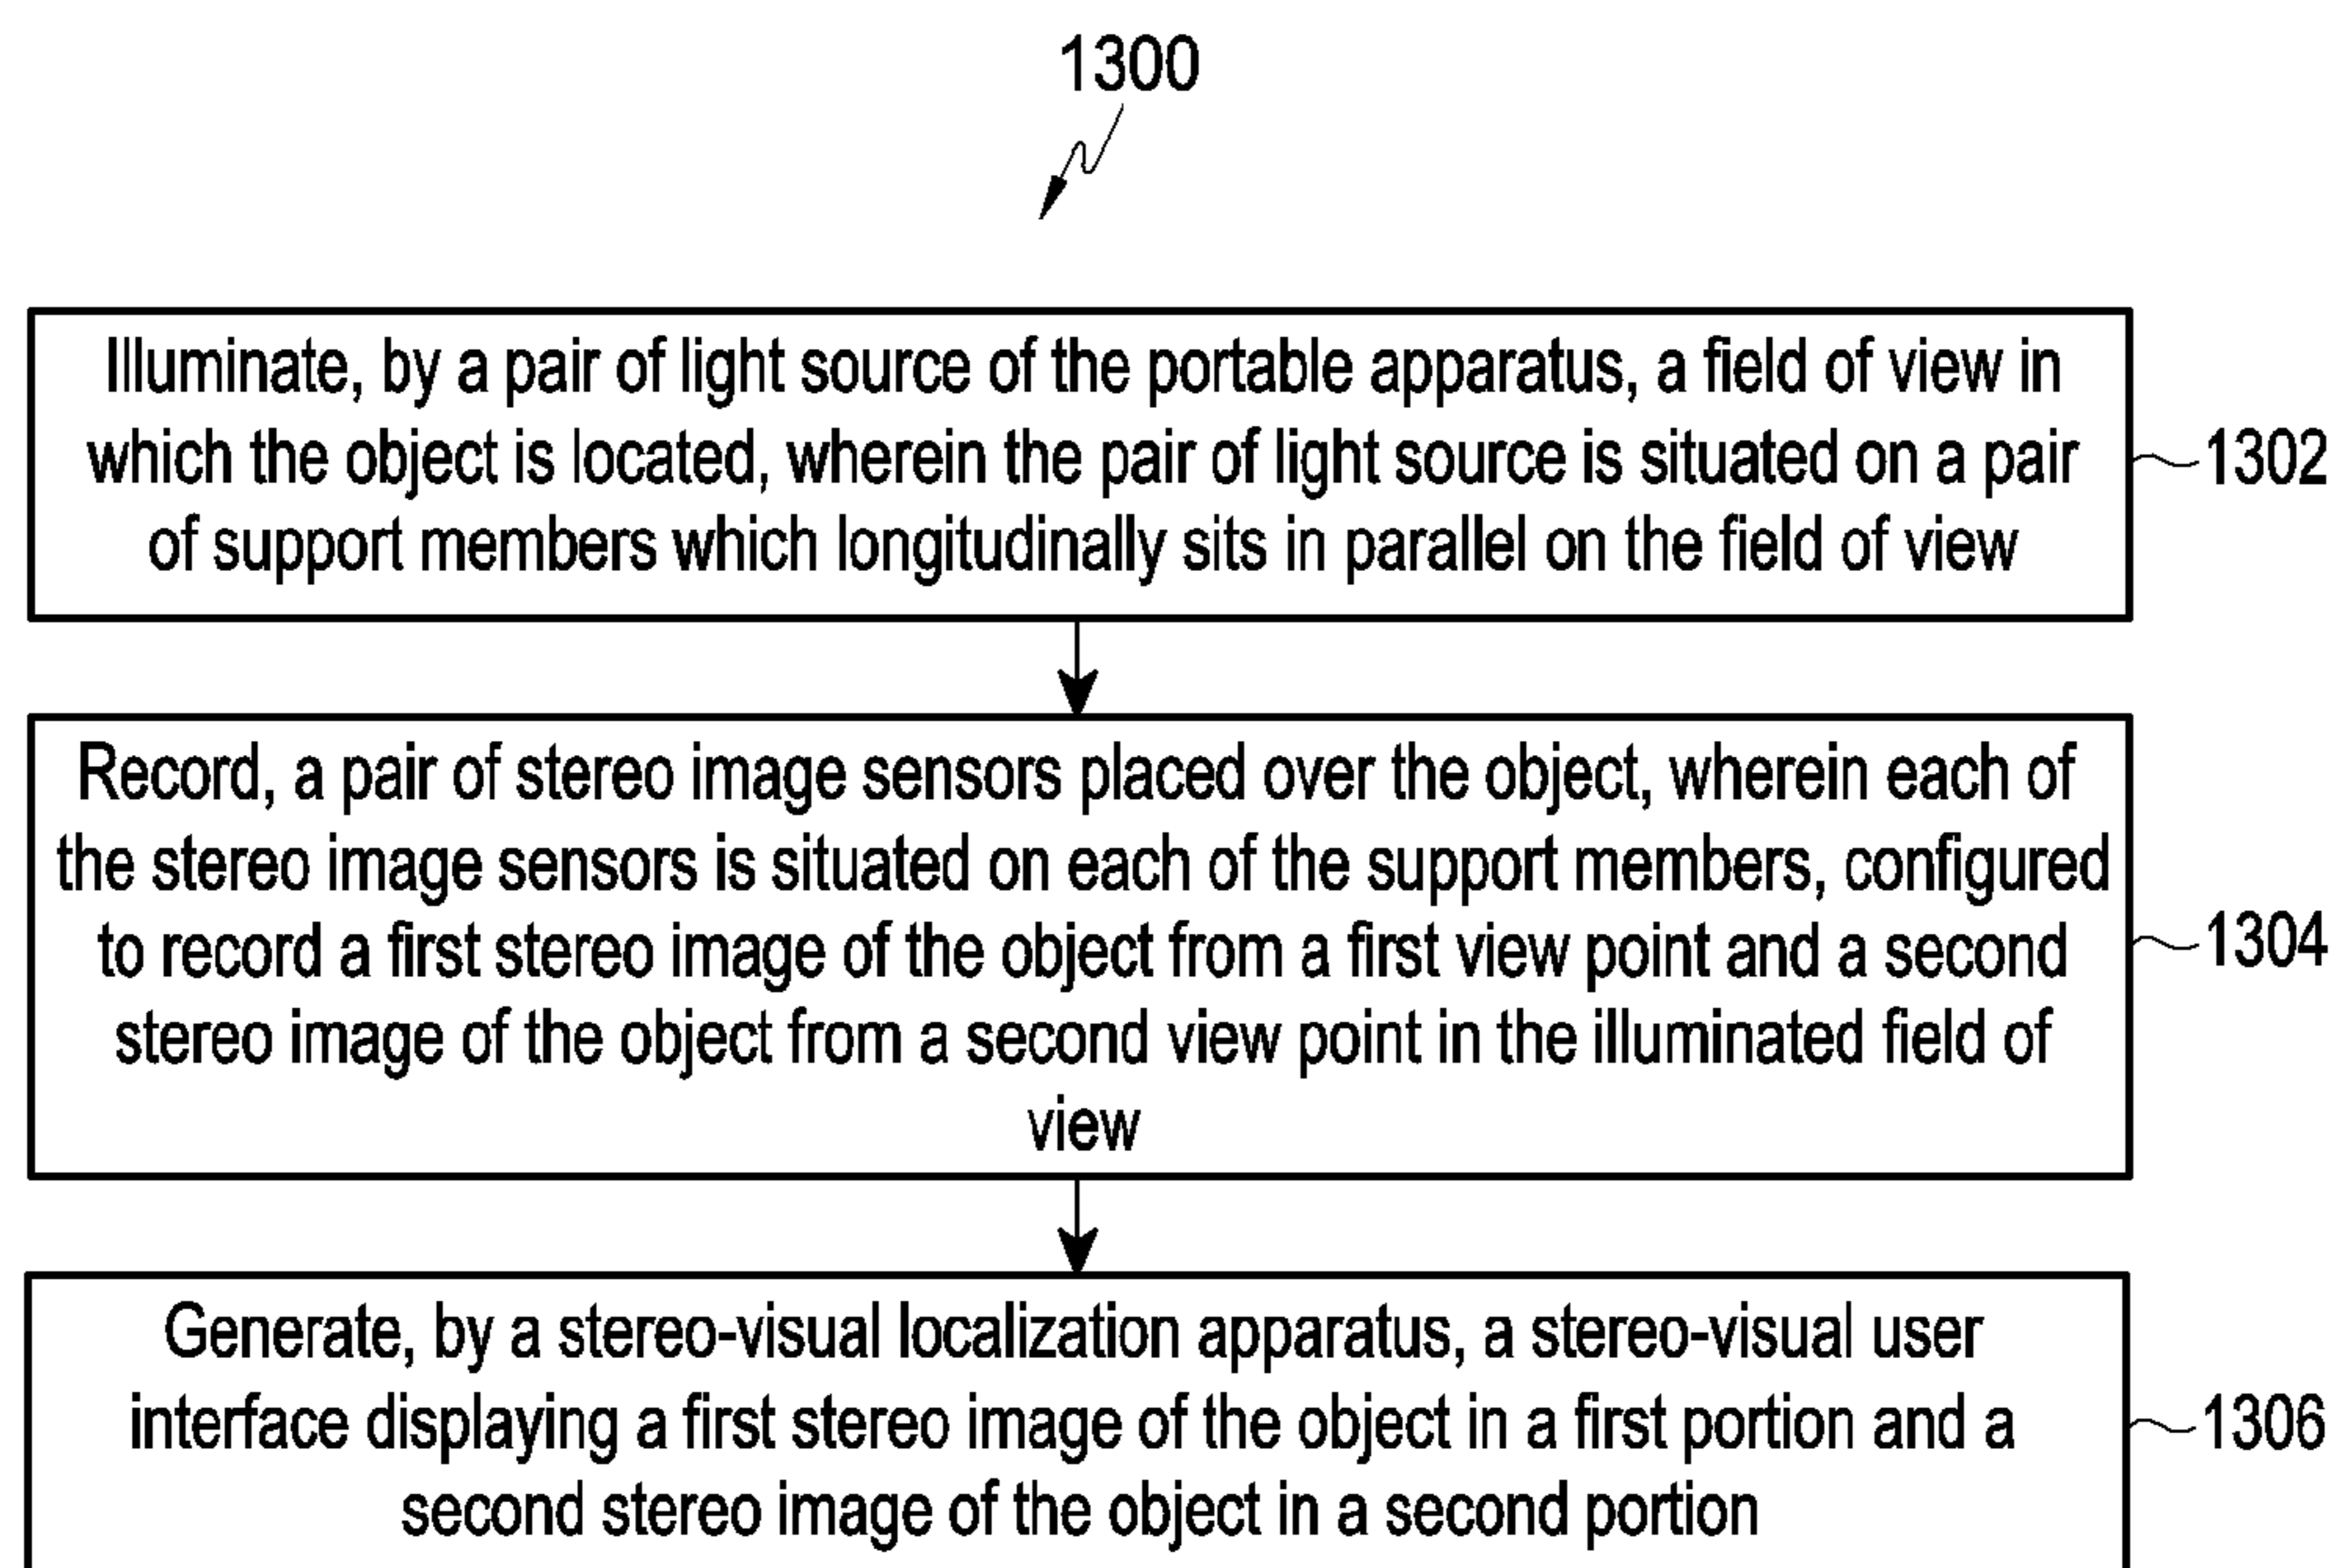 1300
Illuminate, by a pair of light source of the portable apparatus, a field of view in
which the object is located, wherein the pair of light source is situated on a pair
of support members which longitudinally sits in parallel on the field of view
1302
Record, a pair of stereo image sensors placed over the object, wherein each of
the stereo image sensors is situated on each of the support members, configured
to record a first stereo image of the object from a first view point and a second
stereo image of the object from a second view point in the illuminated field of
view
1304
Generate, by a stereo-visual localization apparatus, a stereo-visual user
interface displaying a first stereo image of the object in a first portion and a
second stereo image of the object in a second portion
1306